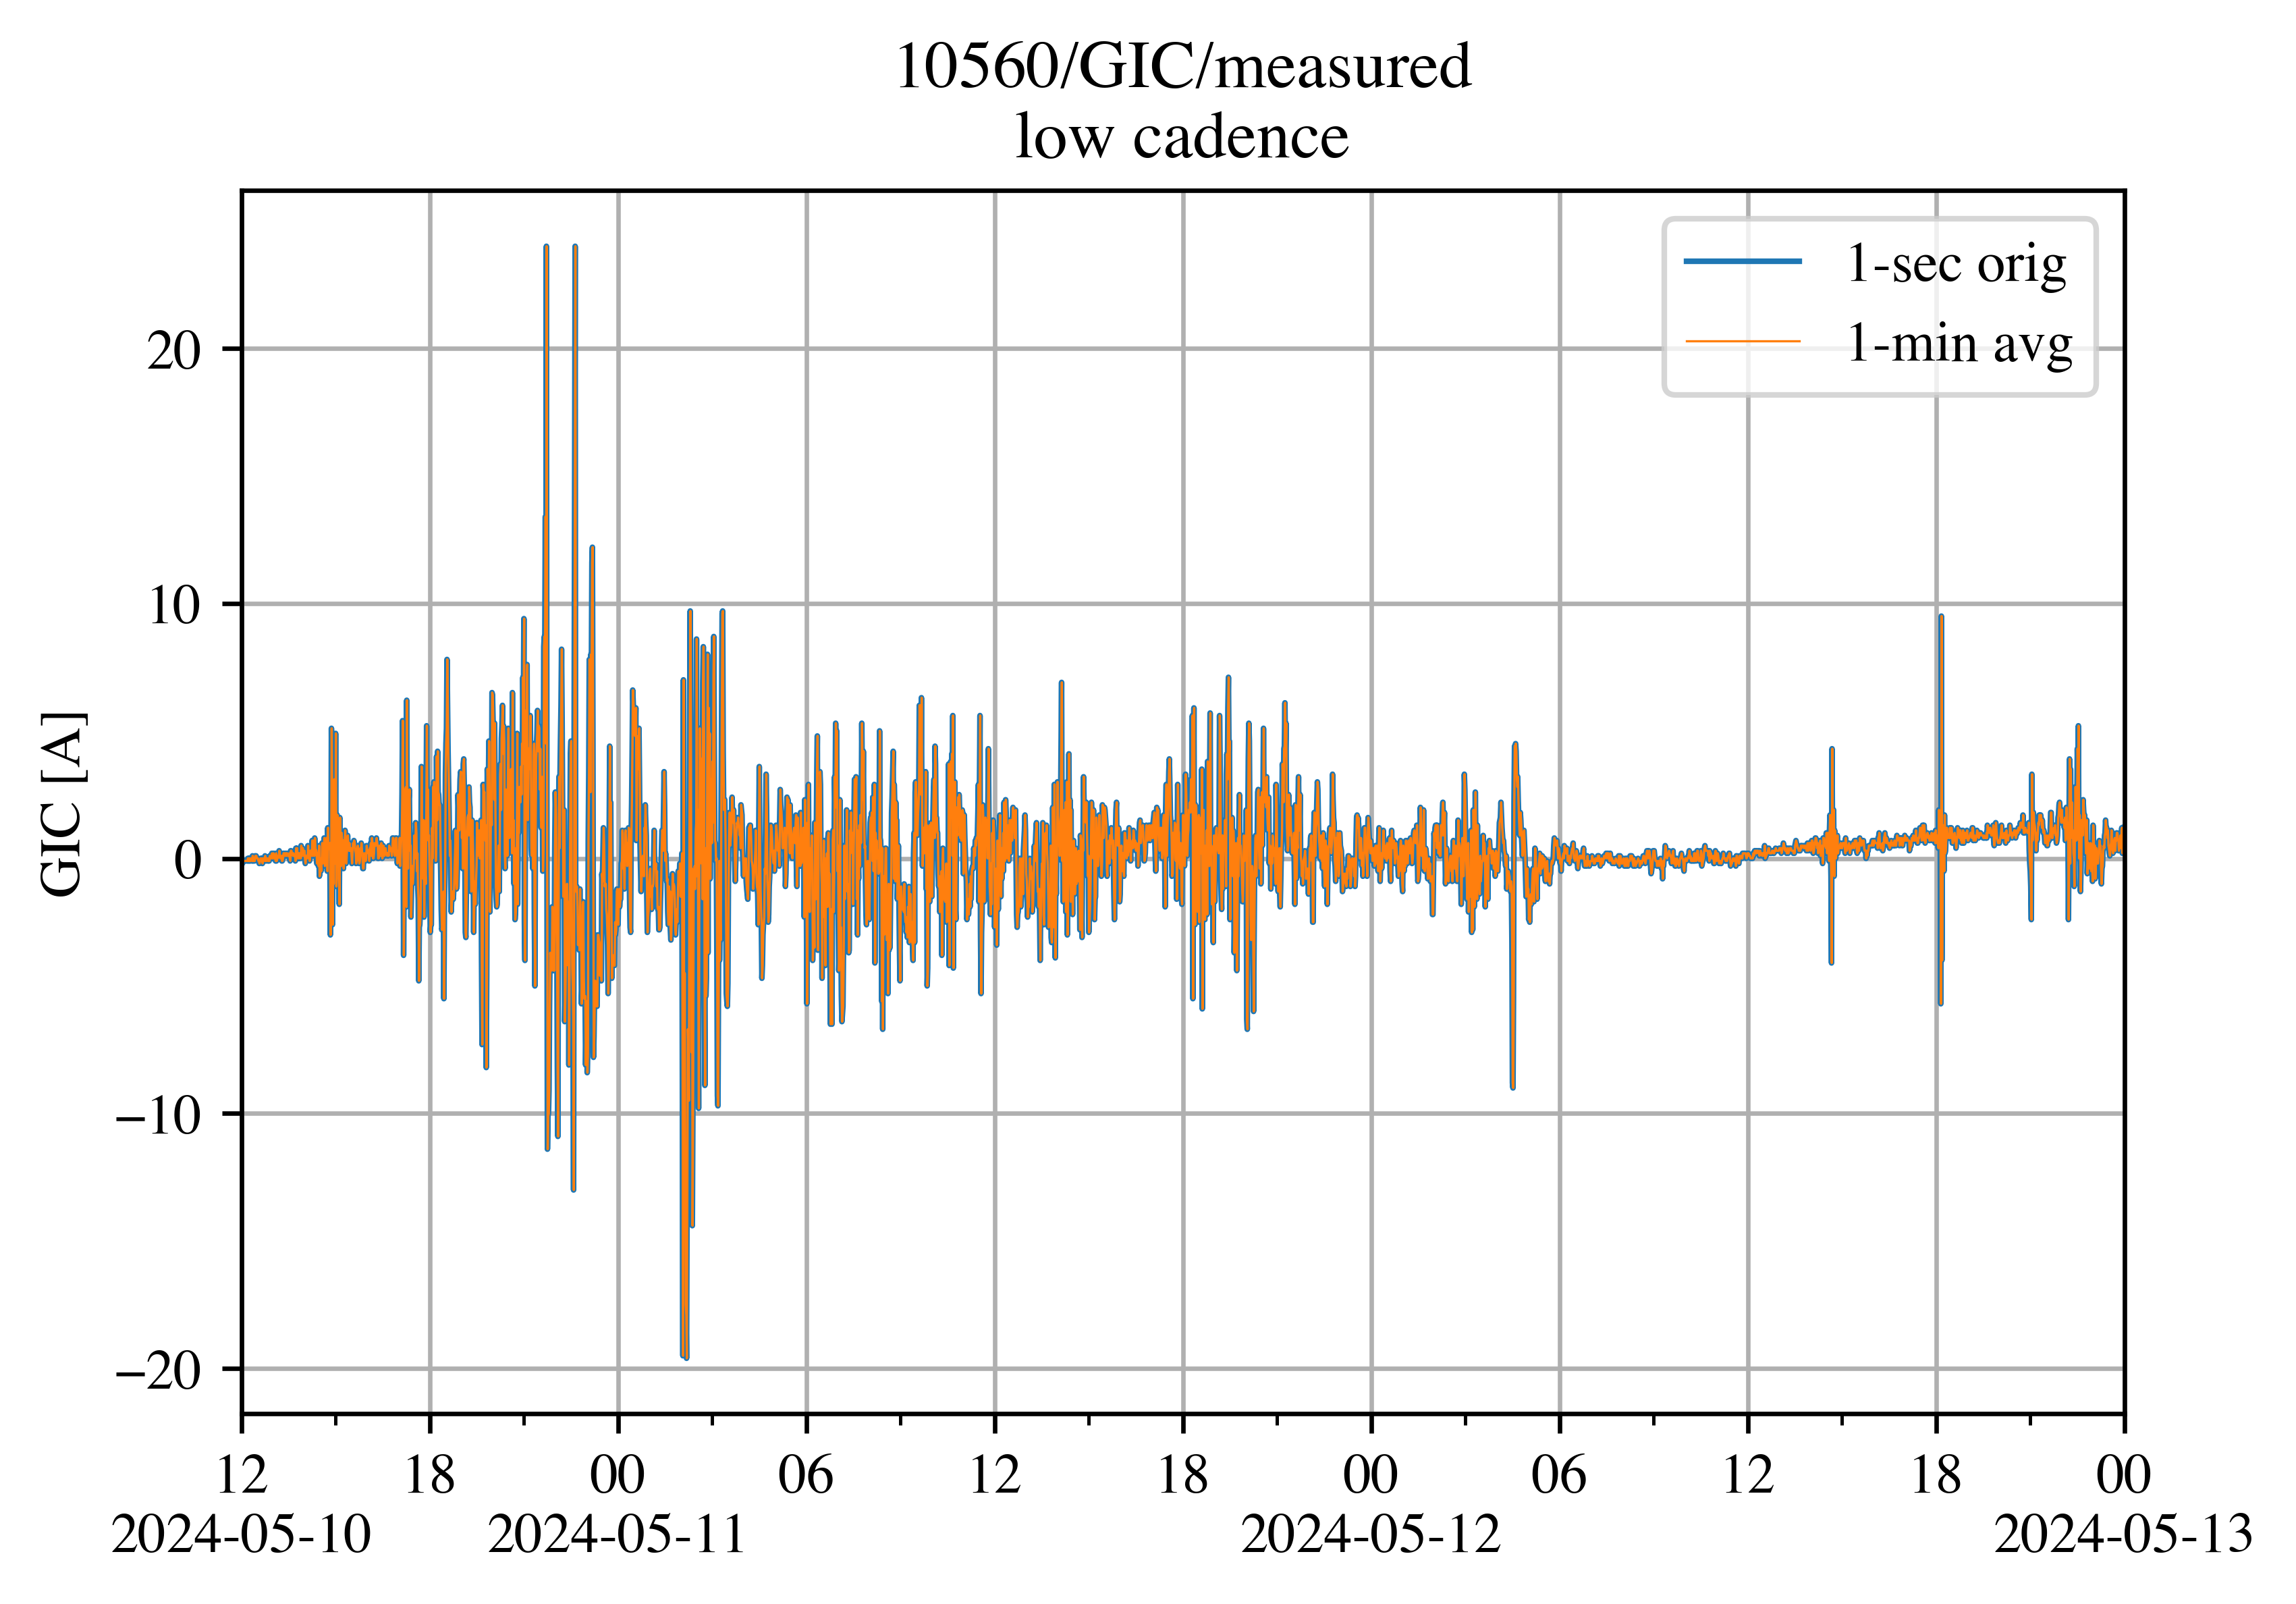 10560/GIC/measured
low cadence
1-sec orig
1-min avg
GIC [A]
20
10
0
−10
−20
12 18 00 06 12 18 00 06 12 18 00
2024-05-10 2024-05-11 2024-05-12 2024-05-13